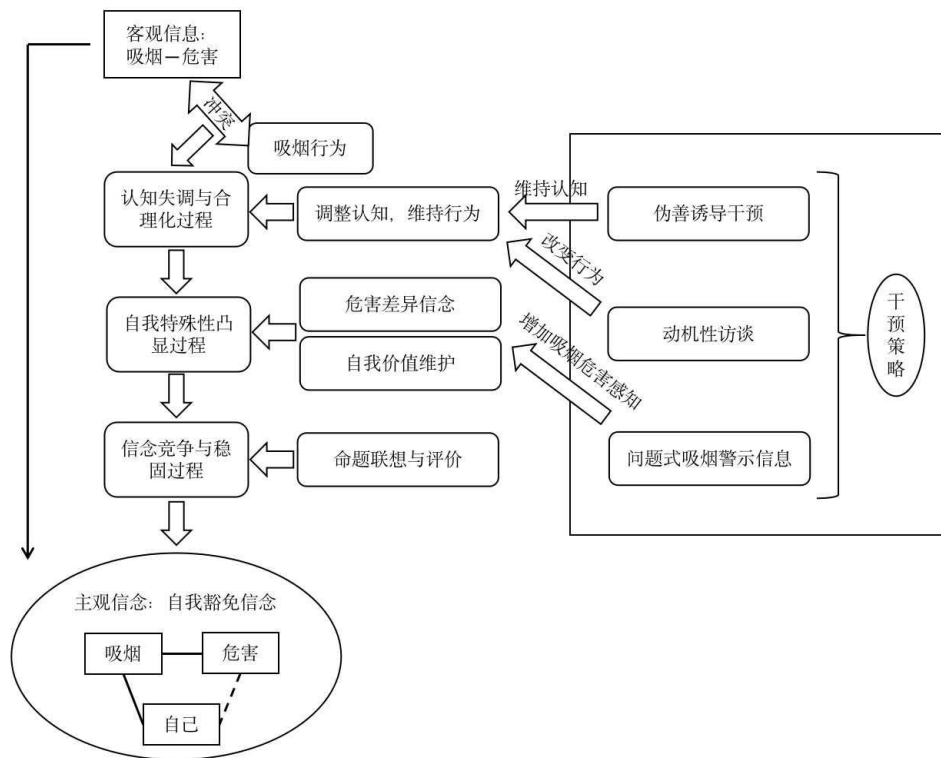 客观信息：
吸烟—危害
冲突
吸烟行为
认知失调与合
理化过程
调整认知，维持行为
维持认知
伪善诱导干预
改变行为
自我特殊性凸
显过程
危害差异信念
自我价值维护
动机性访谈
增加吸烟危害感知
干
预
策
略
信念竞争与稳
固过程
命题联想与评价
问题式吸烟警示信息
主观信念：自我豁免信念
吸烟
危害
自己